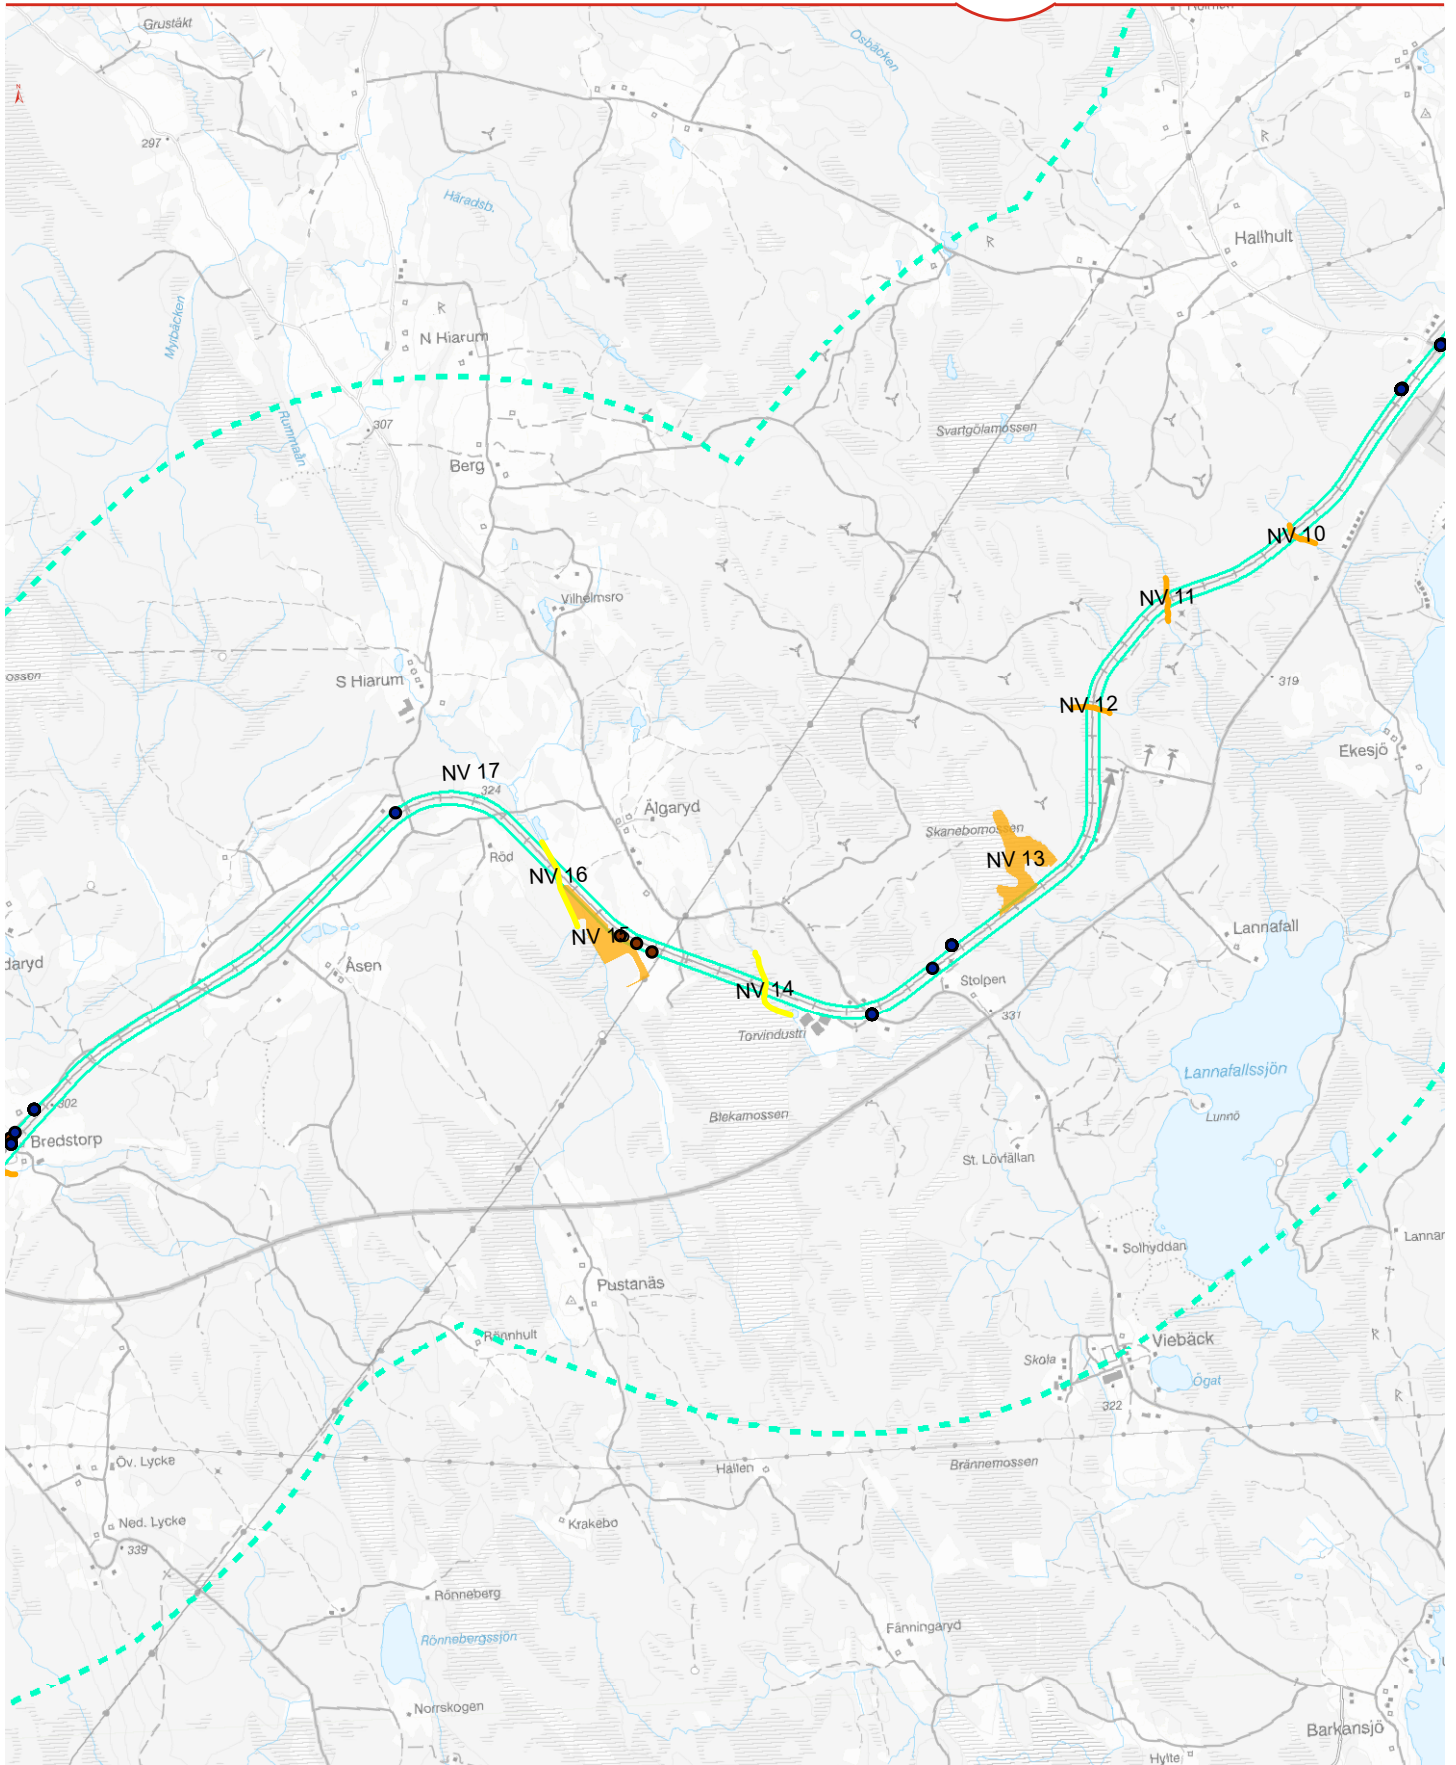 Grustäkt
Osbäcken
N
297
Häradsb.
Hallhult
Mylbäcken
N Hiarum
307
Rummaån
Svartgölamossen
Berg
NV 10
Vilhelmsro
NV 11
ossen
S Hiarum
319
NV 12
Ekesjö
NV 17
324
Älgaryd
Skanebomossen
Röd
NV 13
NV 16
Lannafall
NV 15
daryd
Åsen
Stolpen
NV 14
331
Torvindustri
Lannafallssjön
302
Blekamossen
Lunnö
Bredstorp
St. Lövfällan
Solhyddan
Lannar
Pustanäs
Rännhult
Viebäck
Skola
Ögat
322
Öv. Lycke
Hallen
Brännemossen
Ned. Lycke
Krakebo
339
Rönneberg
Fänningaryd
Rönnebergssjön
Norrskogen
Barkansjö
Hylte